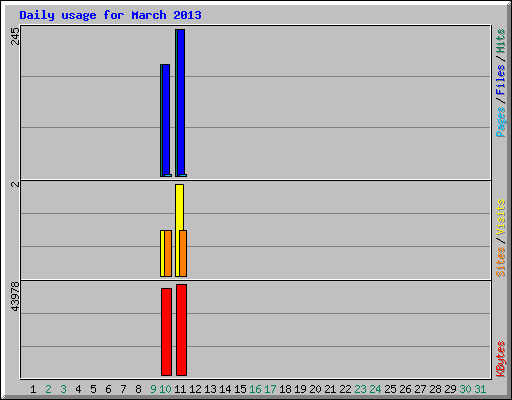 Daily usage for March 2013
245
2
43978
Pages / Files / Hits
Sites / Visits
KBytes
1 2 3 4 5 6 7 8 9 10 11 12 13 14 15 16 17 18 19 20 21 22 23 24 25 26 27 28 29 30 31